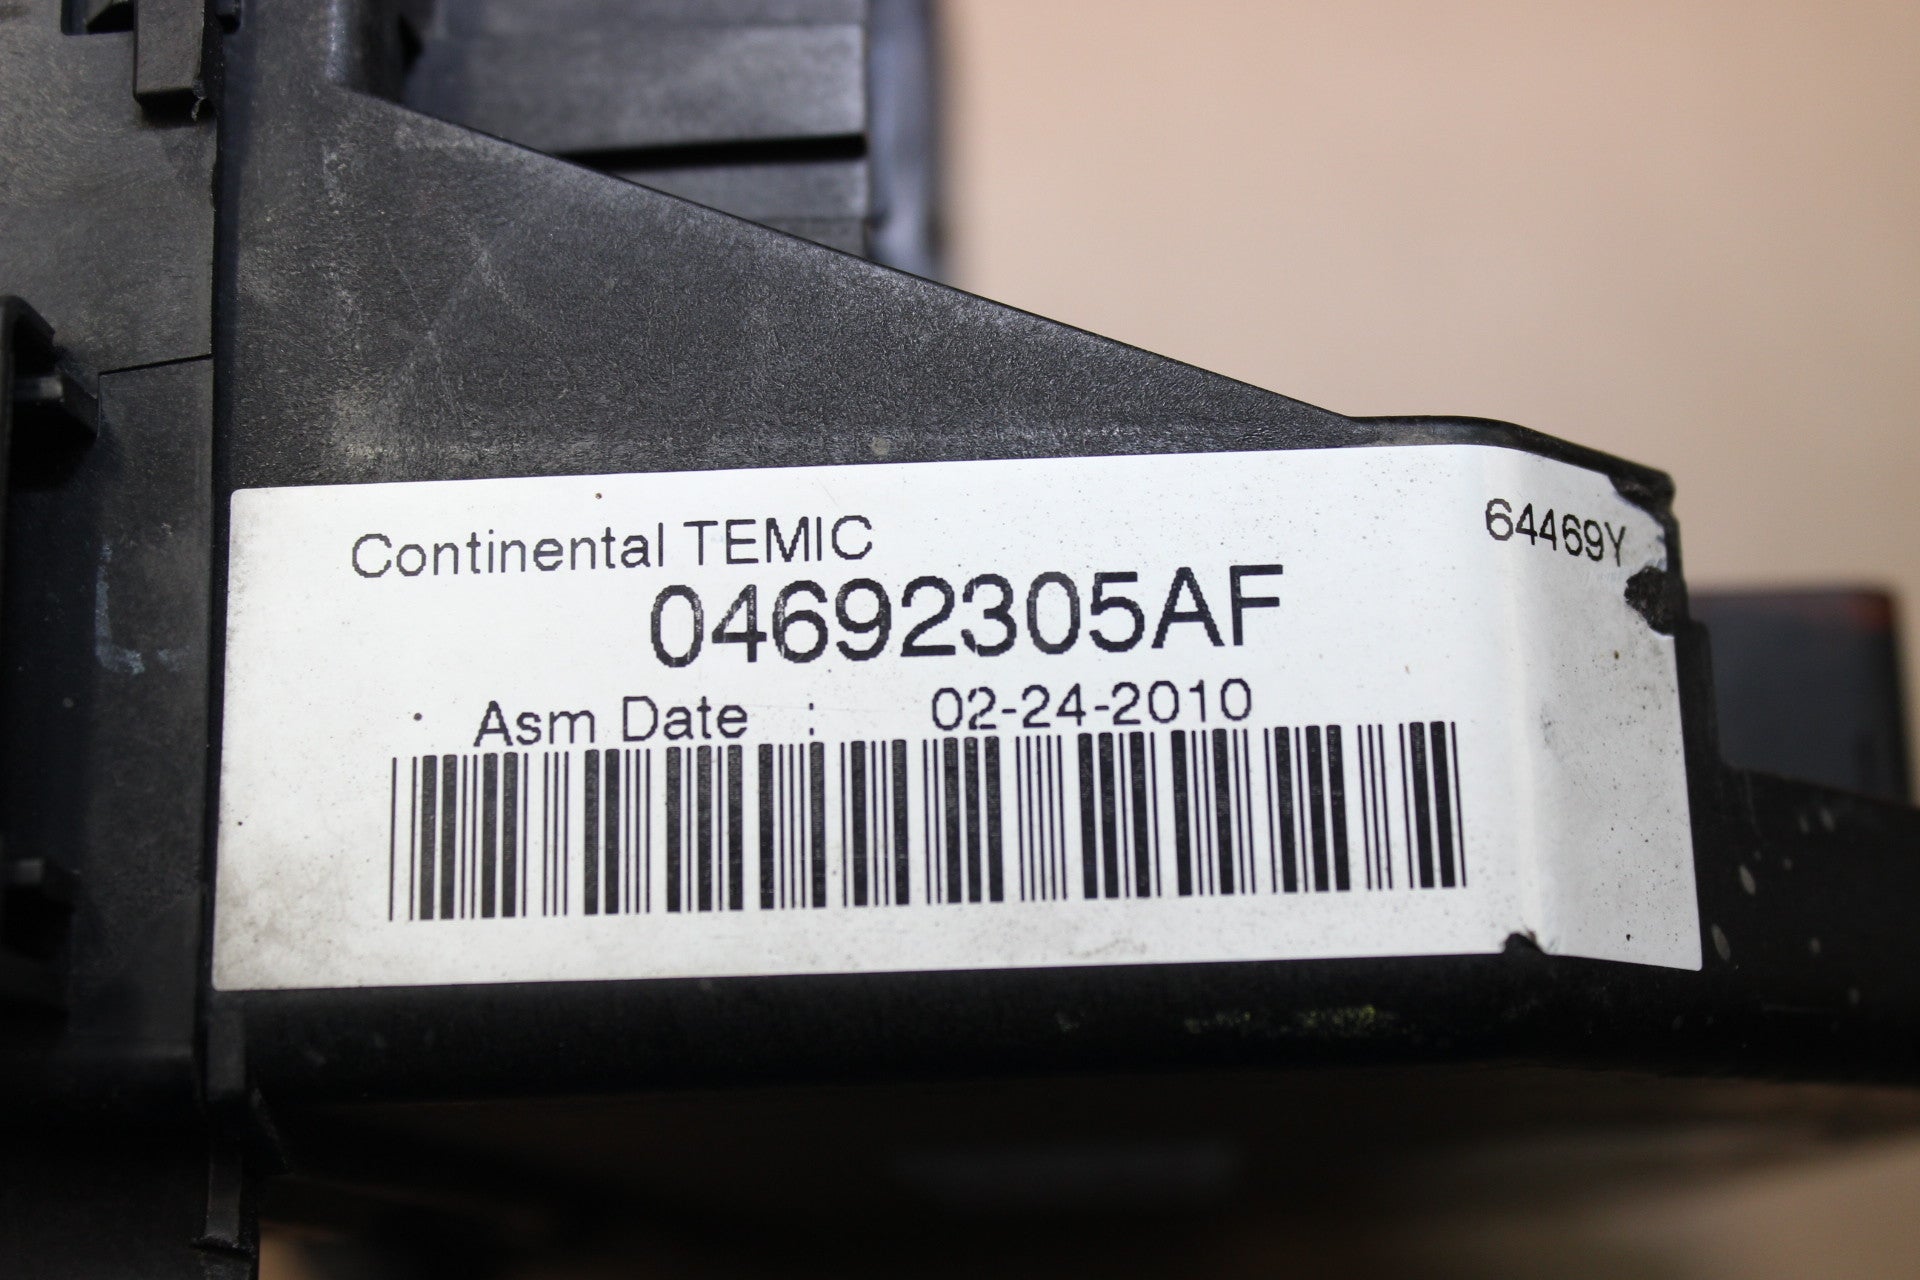 Continental TEMIC
64469Y
04692305AF
Asm Date : 02-24-2010